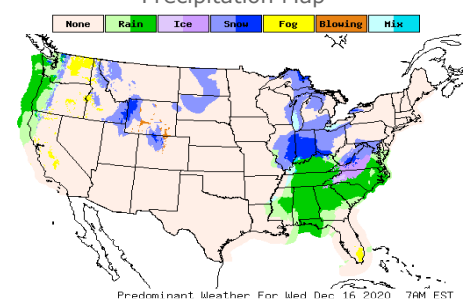 Precipitation Map
None Rain Ice Snow Fog Blowing Mix
Predominant Weather For Wed Dec 16 2020 7AM EST